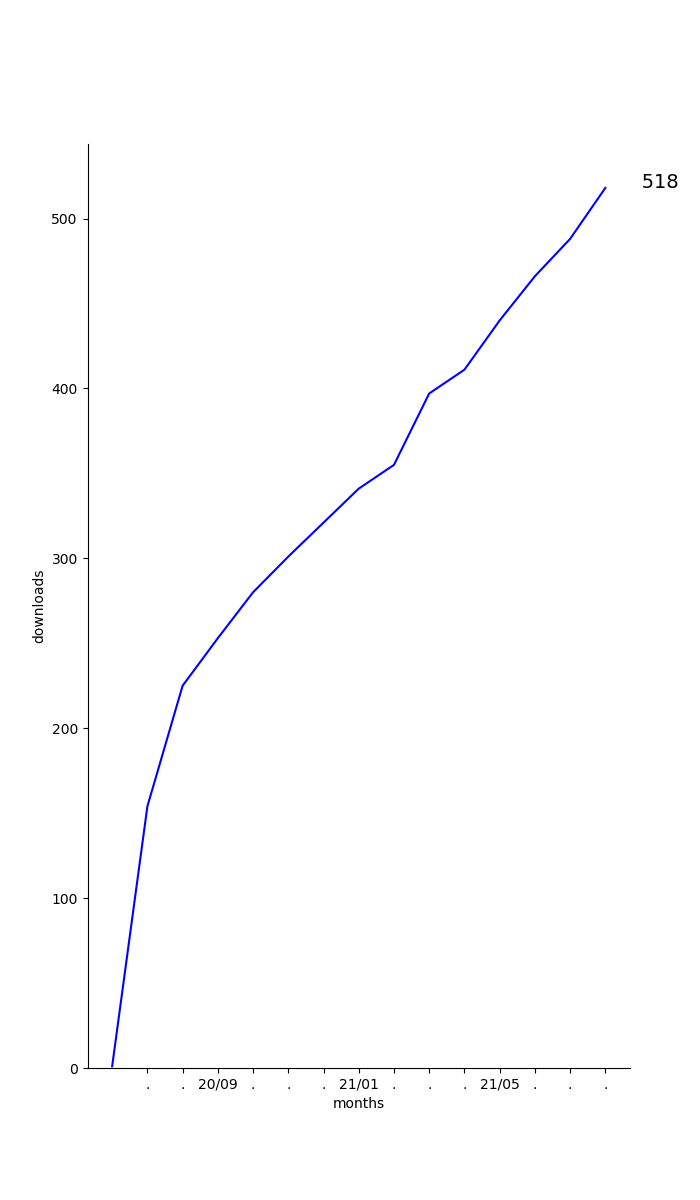 518
500
400
300
200
100
0
downloads
. . 20/09 . . . 21/01 . . . 21/05 . . .
months